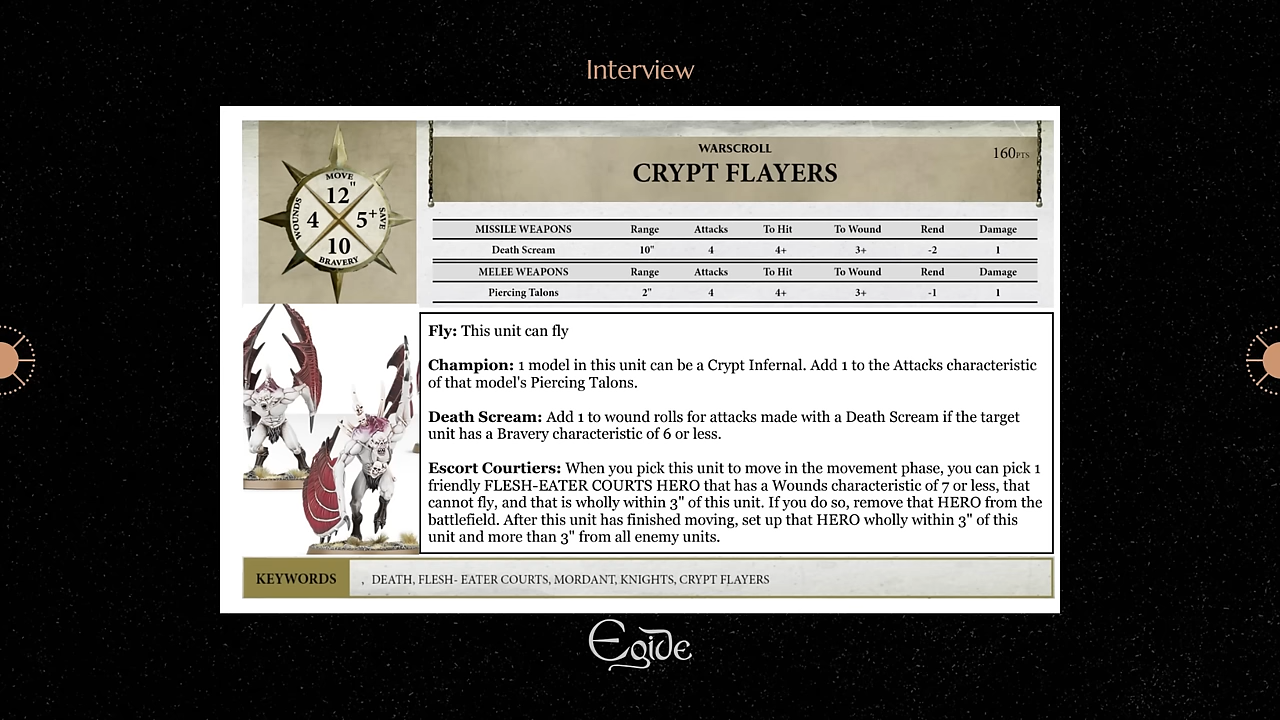 Interview
WARSCROLL
160PTS
CRYPT FLAYERS
MOVE
12"
WOUNDS
4
5+
SAVE
10
BRAVERY
MISSILE WEAPONS Range Attacks To Hit To Wound Rend Damage
Death Scream 10" 4 4+ 3+ -2 1
MELEE WEAPONS Range Attacks To Hit To Wound Rend Damage
Piercing Talons 2" 4 4+ 3+ -1 1
Fly: This unit can fly
Champion: 1 model in this unit can be a Crypt Infernal. Add 1 to the Attacks characteristic
of that model's Piercing Talons.
Death Scream: Add 1 to wound rolls for attacks made with a Death Scream if the target
unit has a Bravery characteristic of 6 or less.
Escort Courtiers: When you pick this unit to move in the movement phase, you can pick 1
friendly FLESH-EATER COURTS HERO that has a Wounds characteristic of 7 or less, that
cannot fly, and that is wholly within 3" of this unit. If you do so, remove that HERO from the
battlefield. After this unit has finished moving, set up that HERO wholly within 3" of this
unit and more than 3" from all enemy units.
KEYWORDS , DEATH, FLESH- EATER COURTS, MORDANT, KNIGHTS, CRYPT FLAYERS
Egide